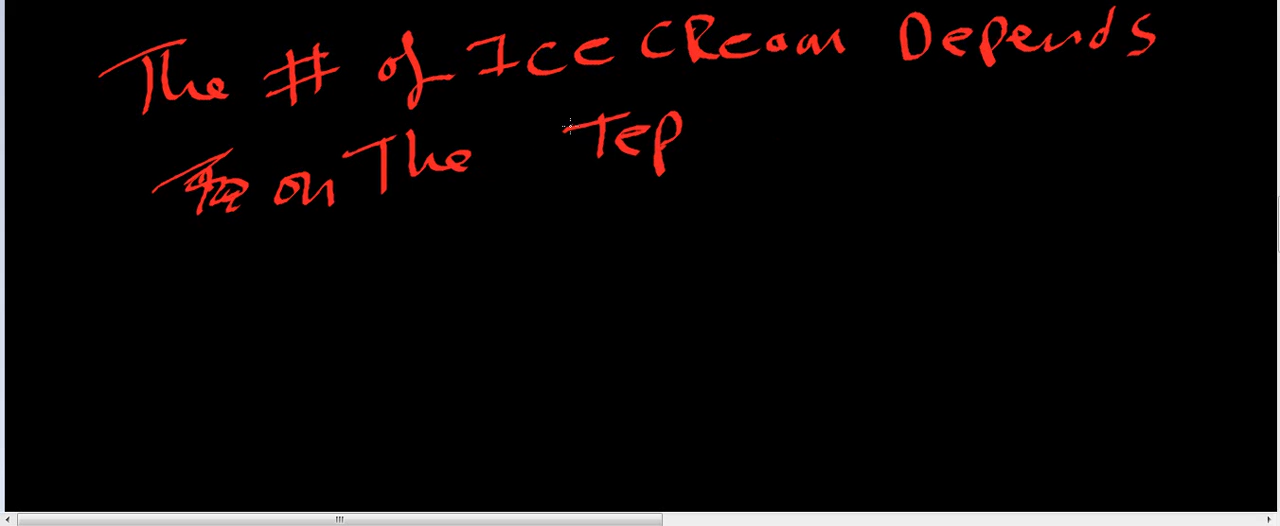 The # of Ice CReam Depends
on The Tep